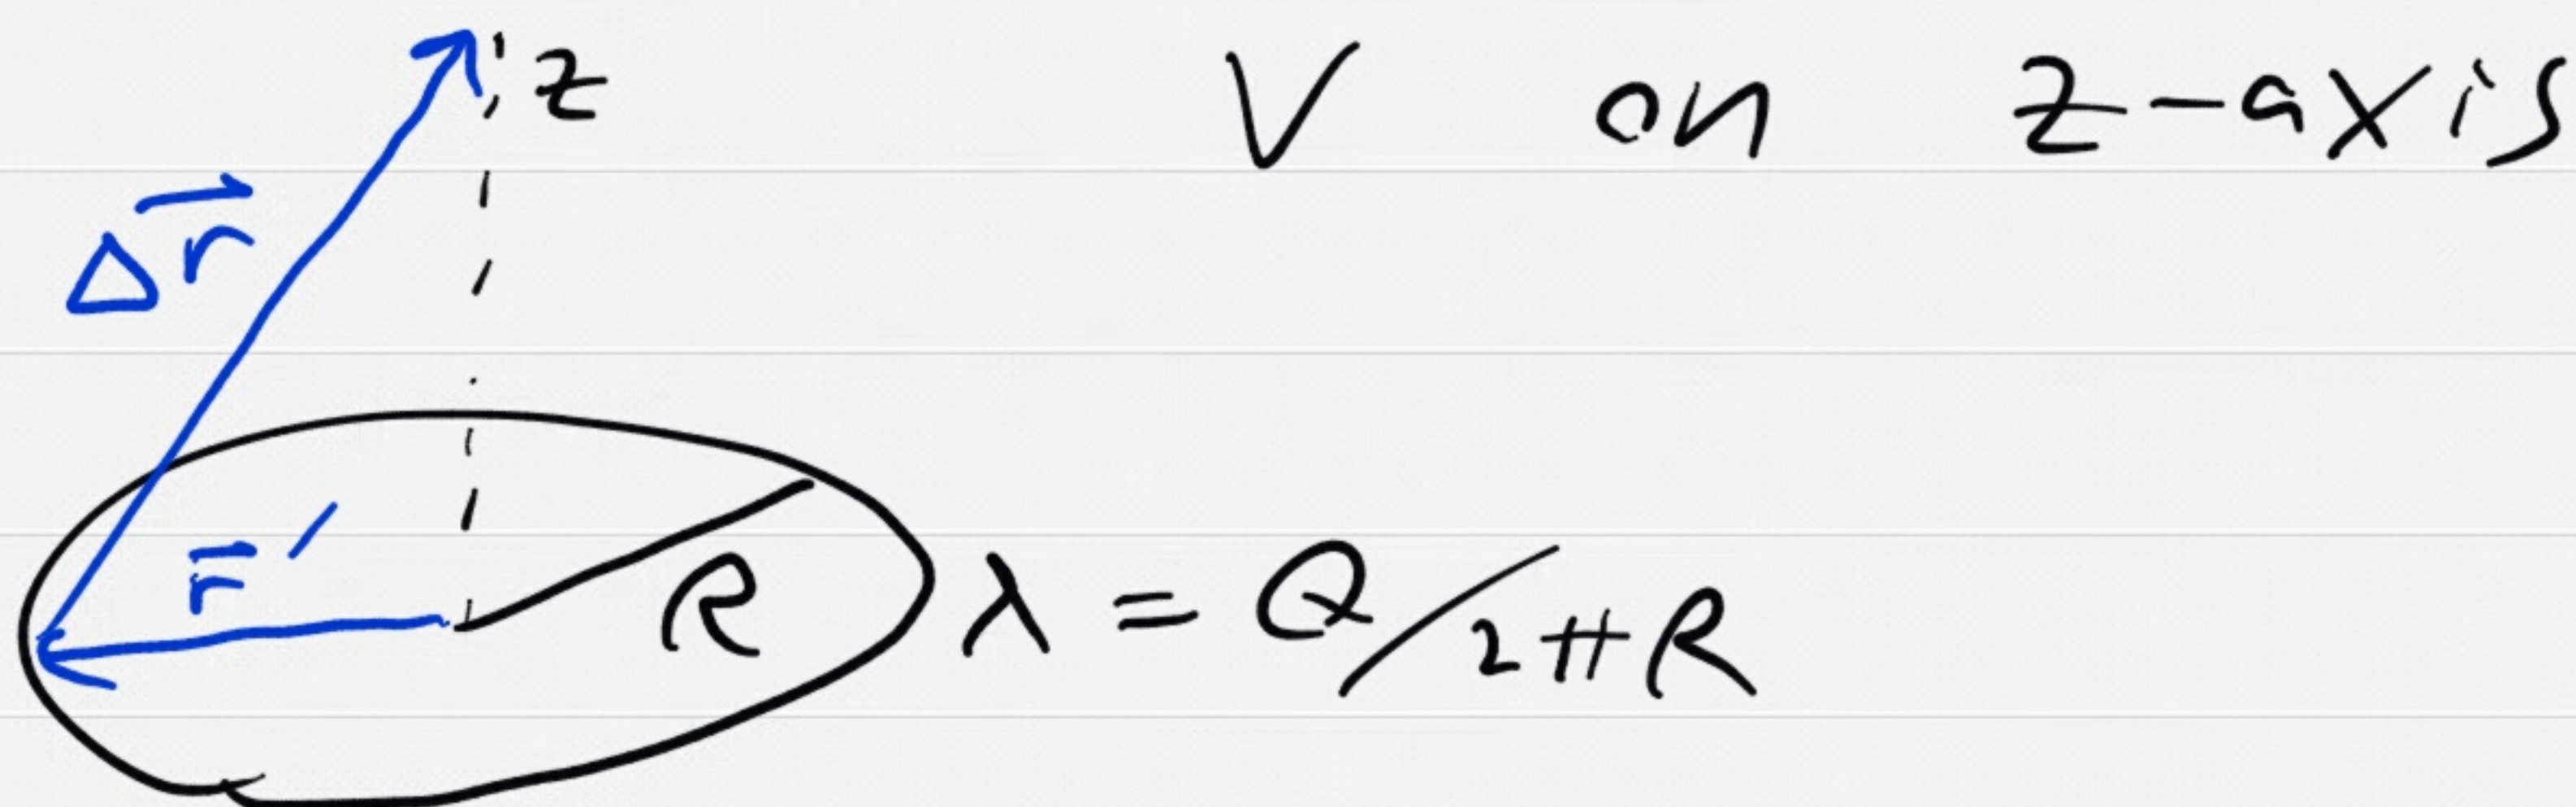 z V on z-axis
Δr⃗
r⃗′
R λ = Q/2πR